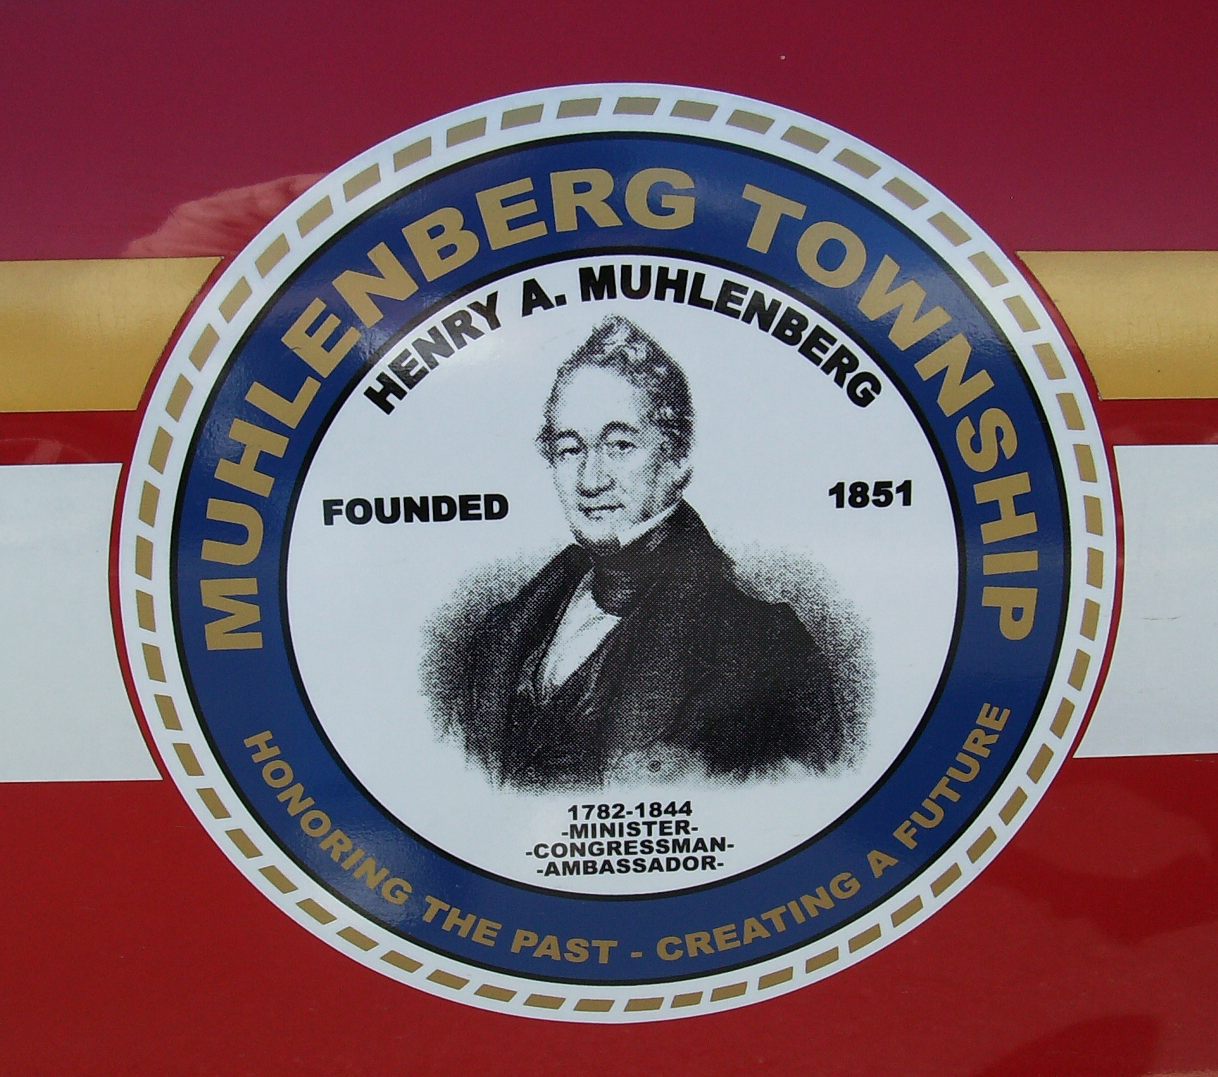 MUHLENBERG TOWNSHIP
HENRY A. MUHLENBERG
FOUNDED 1851
1782-1844
-MINISTER-
-CONGRESSMAN-
-AMBASSADOR-
HONORING THE PAST - CREATING A FUTURE